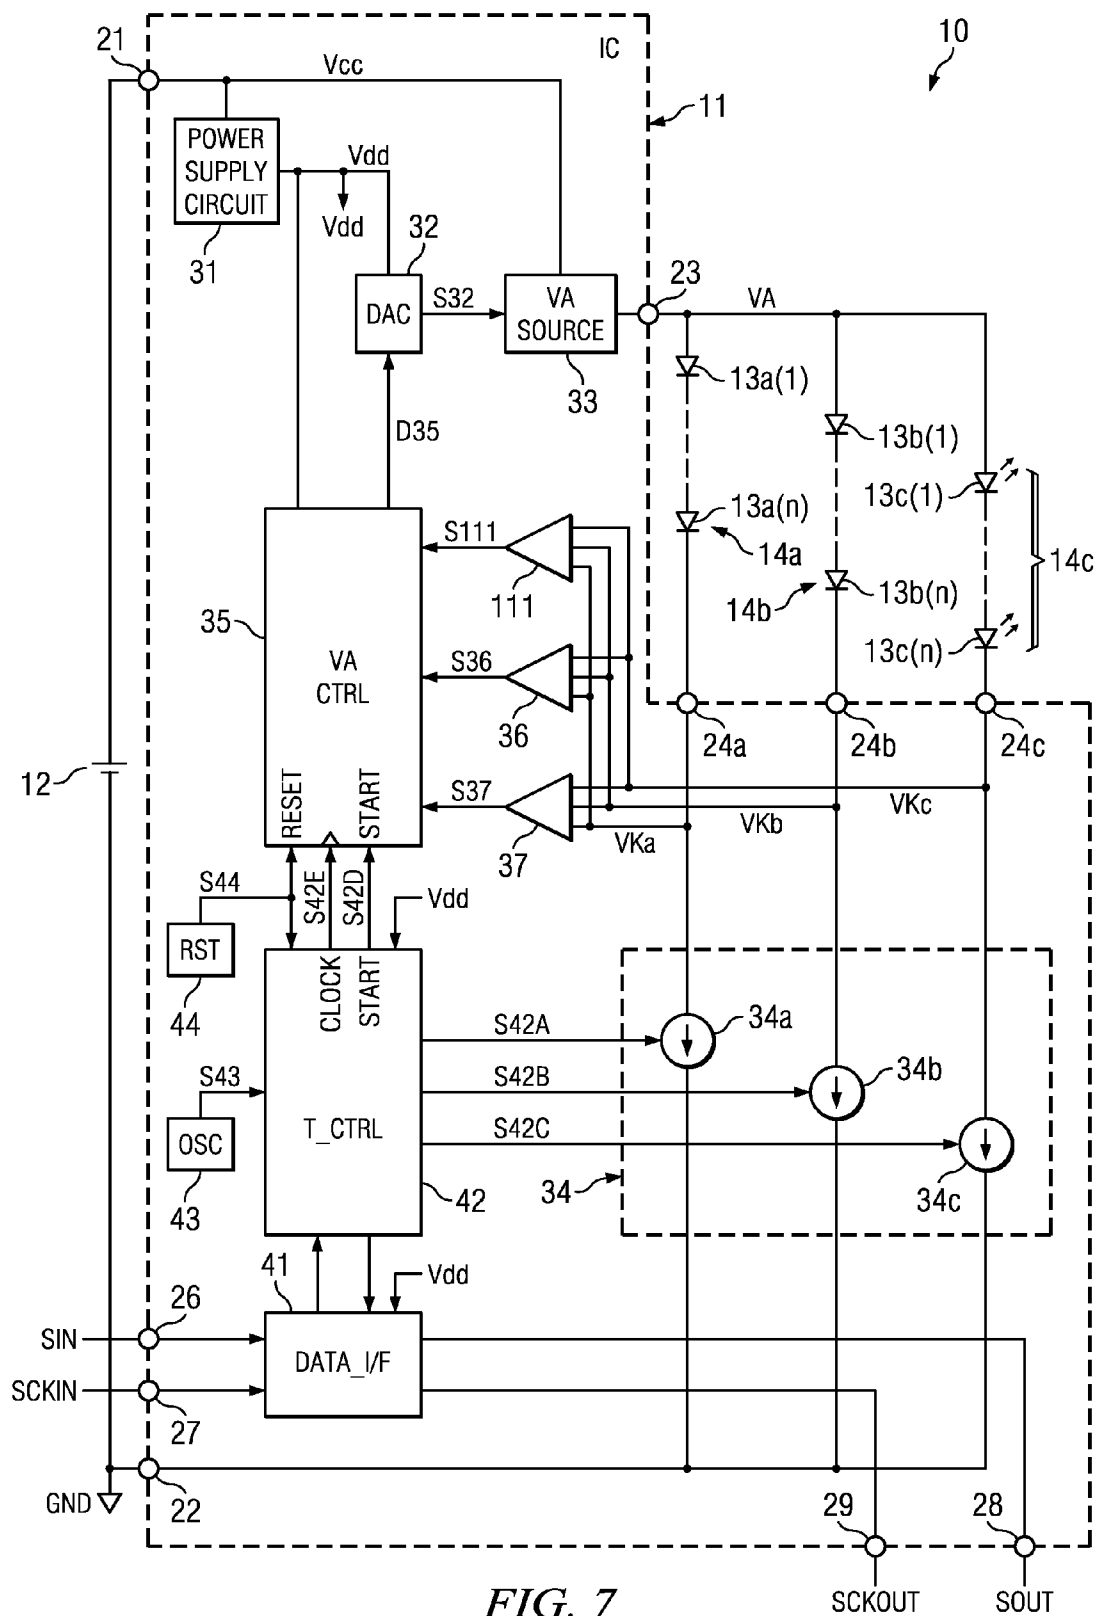 21
IC
10
Vcc
11
POWER
SUPPLY
CIRCUIT
Vdd
Vdd
31
32
DAC
S32
VA
SOURCE
33
23
VA
13a(1)
13b(1)
13c(1)
D35
13a(n)
14a
14c
S111
111
14b
13b(n)
13c(n)
35
VA
CTRL
S36
36
24a
24b
24c
12
RESET
START
S37
37
VKa
VKb
VKc
S44
S42E
S42D
Vdd
RST
44
CLOCK
START
S42A
34a
S43
S42B
34b
OSC
43
T_CTRL
S42C
34c
42
34
41
Vdd
26
SIN
DATA_I/F
SCKIN
27
GND
22
29
28
SCKOUT
SOUT
FIG. 7